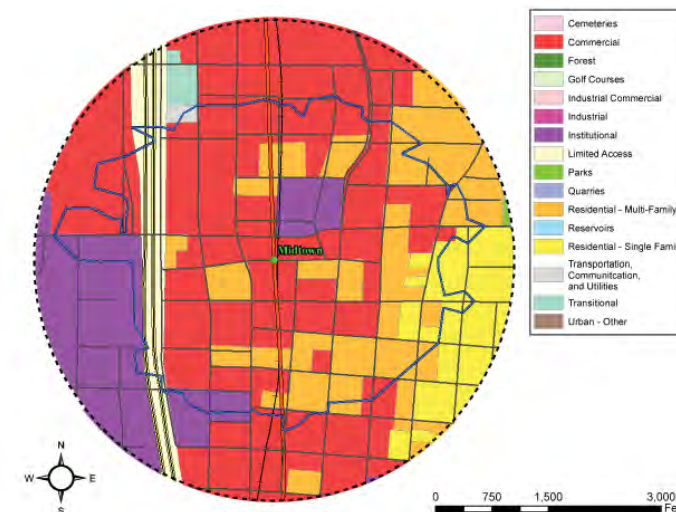 Cemeteries
Commercial
Forest
Golf Courses
Industrial Commercial
Industrial
Institutional
Limited Access
Parks
Quarries
Residential - Multi-Family
Reservoirs
Residential - Single Fami
Transportation,
Communitcation,
and Utilities
Transitional
Urban - Other
Midtown
N
W E
S
0 750 1,500 3,000
Fe